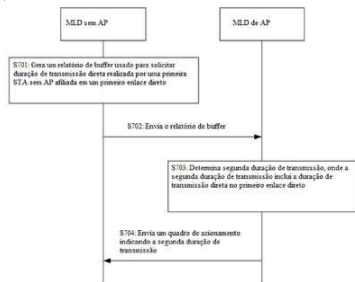 MLD sem AP
MLD de AP
S701: Gera um relatório de buffer usado para solicitar
duração de transmissão direta realizada por uma primeira
STA sem AP afiliada em um primeiro enlace direto
S702: Envia o relatório de buffer
S703: Determina segunda duração de transmissão, onde a
segunda duração de transmissão inclui a duração de
transmissão direta no primeiro enlace direto
S704: Envia um quadro de acionamento
indicando a segunda duração de
transmissão